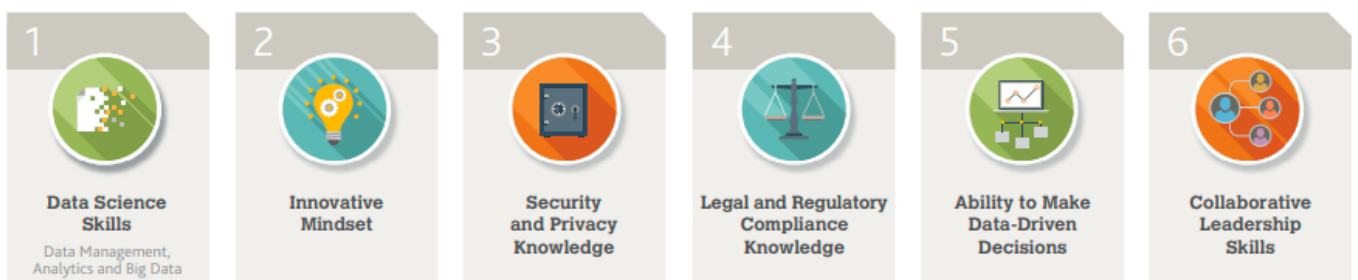 1
Data Science
Skills
Data Management,
Analytics and Big Data
2
Innovative
Mindset
3
Security
and Privacy
Knowledge
4
Legal and Regulatory
Compliance
Knowledge
5
Ability to Make
Data-Driven
Decisions
6
Collaborative
Leadership
Skills